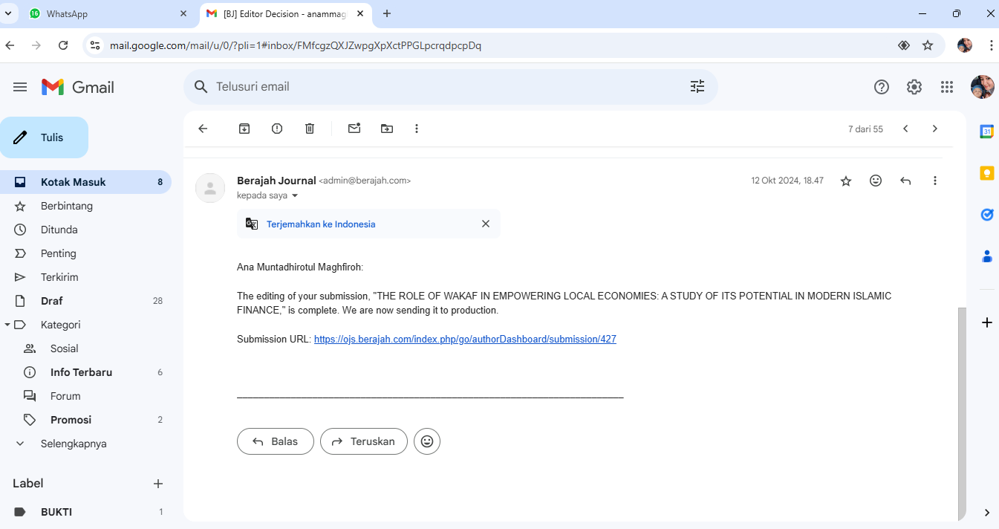 16
WhatsApp
[BJ] Editor Decision - anammag
mail.google.com/mail/u/0/?pli=1#inbox/FMfcgzQXJZwpgXpXctPPGLpcrqdpcpDq
Gmail
Telusuri email
Tulis
7 dari 55
31
Kotak Masuk 8
Berbintang
Ditunda
Penting
Terkirim
Draf 28
Kategori
Sosial
Info Terbaru 6
Forum
Promosi 2
Selengkapnya
Label
BUKTI 1
Berajah Journal <admin@berajah.com> 12 Okt 2024, 18.47
kepada saya
Terjemahkan ke Indonesia
Ana Muntadhirotul Maghfiroh:
The editing of your submission, "THE ROLE OF WAKAF IN EMPOWERING LOCAL ECONOMIES: A STUDY OF ITS POTENTIAL IN MODERN ISLAMIC
FINANCE," is complete. We are now sending it to production.
Submission URL: https://ojs.berajah.com/index.php/go/authorDashboard/submission/427
Balas
Teruskan